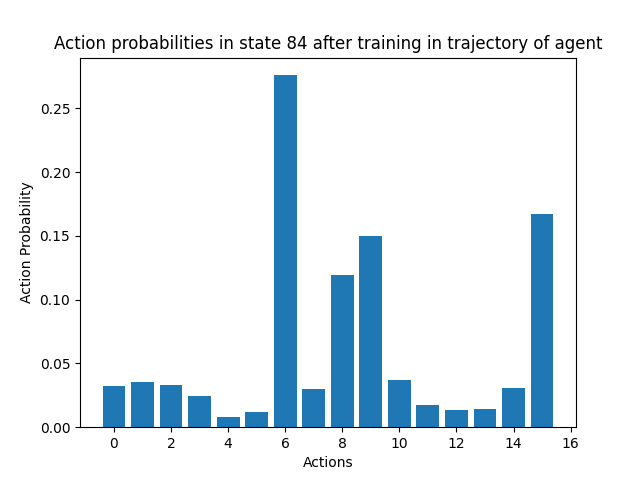 Action probabilities in state 84 after training in trajectory of agent
0.25
0.20
0.15
0.10
0.05
0.00
Action Probability
0 2 4 6 8 10 12 14 16
Actions